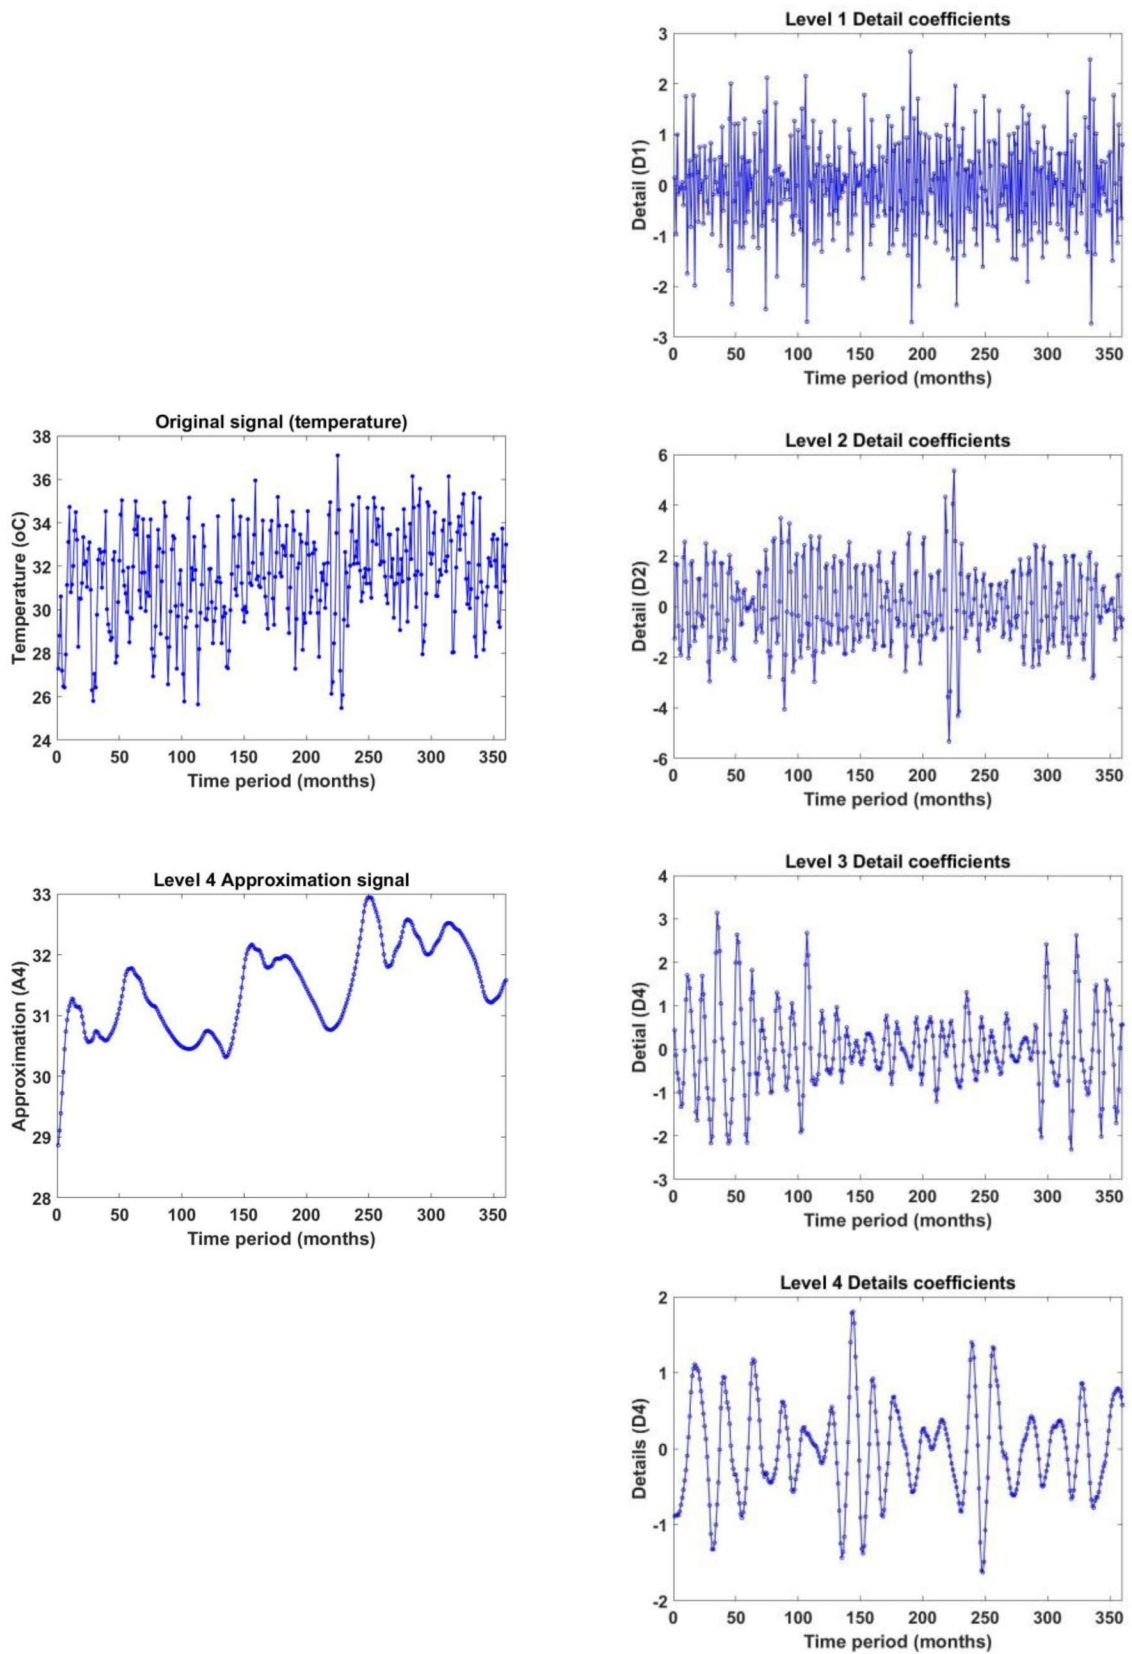 Level 1 Detail coefficients
3
2
1
0
-1
-2
-3
Detail (D1)
0 50 100 150 200 250 300 350
Time period (months)
Original signal (temperature)
38
36
34
32
30
28
26
24
Temperature (oC)
0 50 100 150 200 250 300 350
Time period (months)
Level 2 Detail coefficients
6
4
2
0
-2
-4
-6
Detail (D2)
0 50 100 150 200 250 300 350
Time period (months)
Level 4 Approximation signal
33
32
31
30
29
28
Approximation (A4)
0 50 100 150 200 250 300 350
Time period (months)
Level 3 Detail coefficients
4
3
2
1
0
-1
-2
-3
Detial (D4)
0 50 100 150 200 250 300 350
Time period (months)
Level 4 Details coefficients
2
1
0
-1
-2
Details (D4)
0 50 100 150 200 250 300 350
Time period (months)